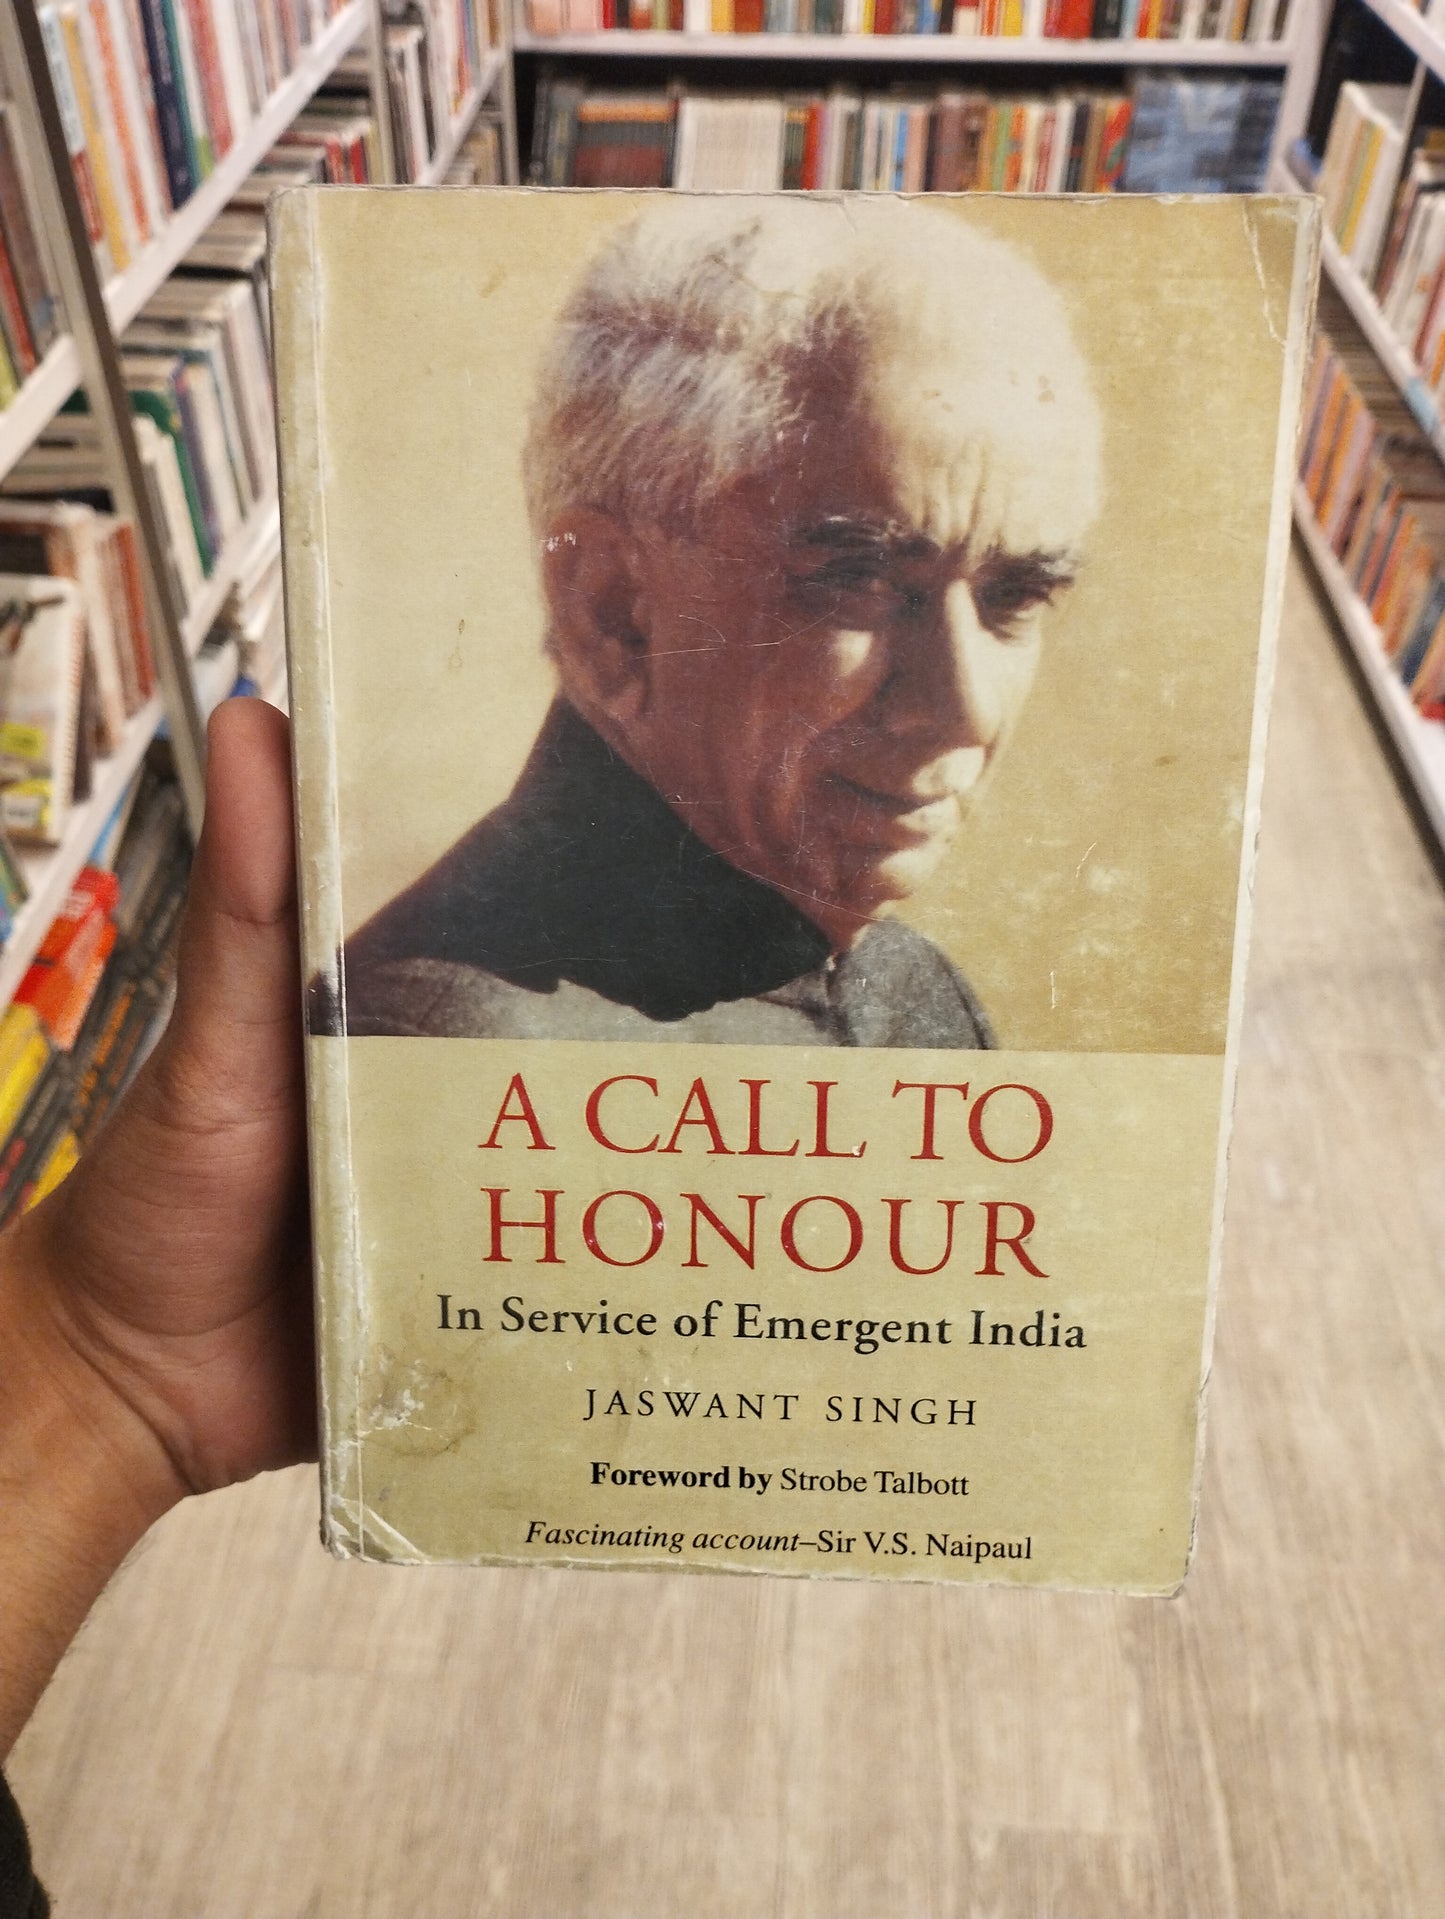 A CALL TO
HONOUR
In Service of Emergent India
JASWANT SINGH
Foreword by Strobe Talbott
Fascinating account–Sir V.S. Naipaul